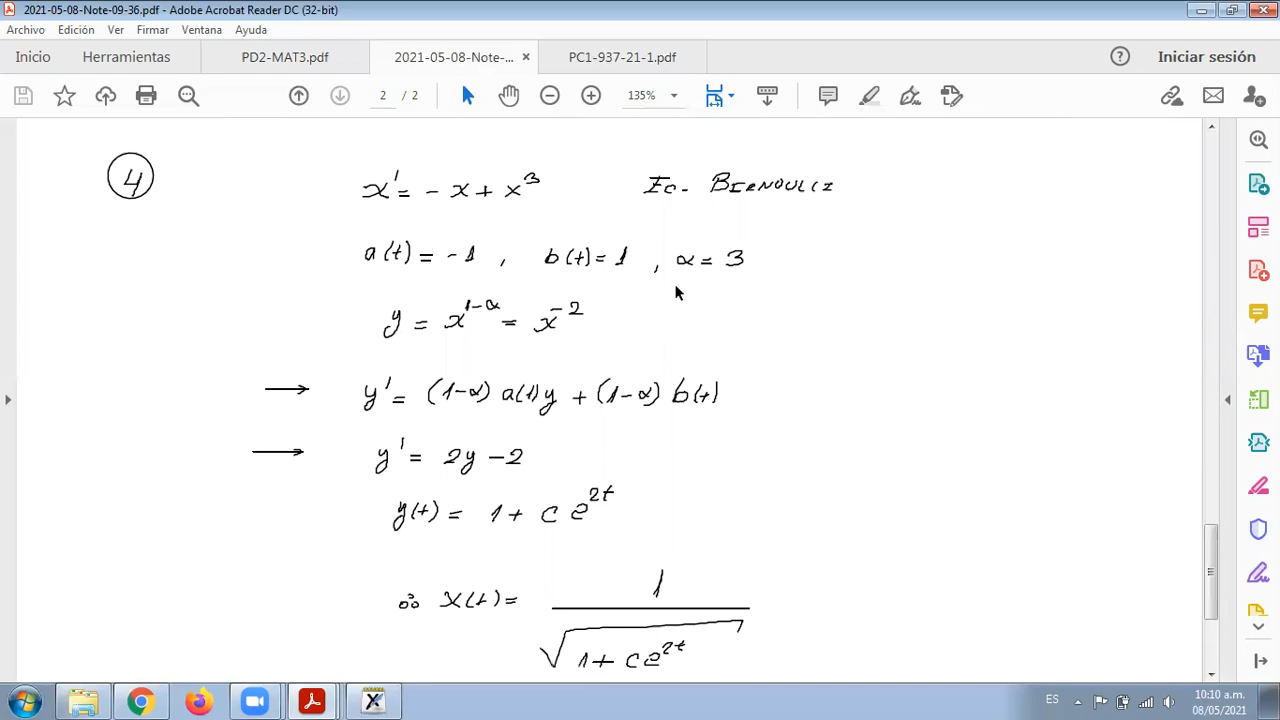 2021-05-08-Note-09-36.pdf - Adobe Acrobat Reader DC (32-bit)
Archivo Edición Ver Firmar Ventana Ayuda
Inicio Herramientas PD2-MAT3.pdf 2021-05-08-Note-... × PC1-937-21-1.pdf Iniciar sesión
2 / 2 135%
4
x' = - x + x³ Ec. BERNOULLI
a(t) = -1 , b(t) = 1 , α = 3
y = x^{1-α} = x^{-2}
→ y' = (1-α) a(t)y + (1-α) b(t)
→ y' = 2y - 2
y(t) = 1 + c e^{2t}
∴ x(t) = 1 / √(1 + c e^{2t})
ES 10:10 a.m.
08/05/2021